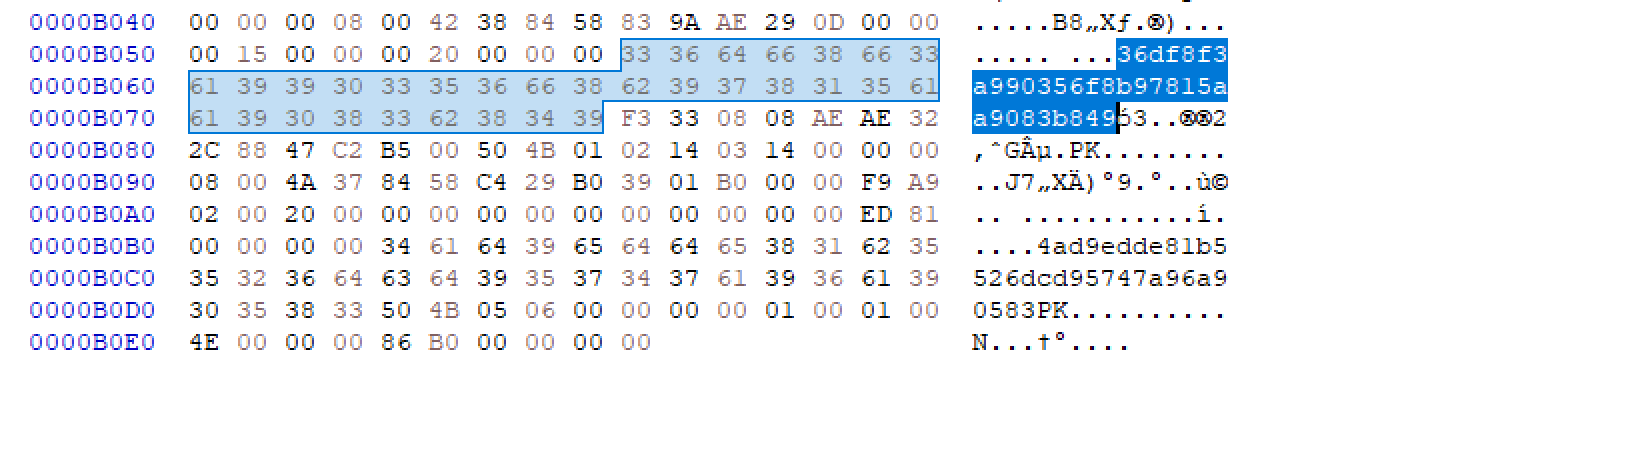 0000B040 00 00 00 08 00 42 38 84 58 83 9A AE 29 0D 00 00 .....B8„Xƒ.®)...
0000B050 00 15 00 00 00 20 00 00 00 33 36 64 66 38 66 33 ..... ...36df8f3
0000B060 61 39 39 30 33 35 36 66 38 62 39 37 38 31 35 61 a990356f8b97815a
0000B070 61 39 30 38 33 62 38 34 39 F3 33 08 08 AE AE 32 a9083b849ó3..®®2
0000B080 2C 88 47 C2 B5 00 50 4B 01 02 14 03 14 00 00 00 ,ˆGÂµ.PK........
0000B090 08 00 4A 37 84 58 C4 29 B0 39 01 B0 00 00 F9 A9 ..J7„XÄ)°9.°..ù©
0000B0A0 02 00 20 00 00 00 00 00 00 00 00 00 00 00 ED 81 .. ...........í.
0000B0B0 00 00 00 00 34 61 64 39 65 64 64 65 38 31 62 35 ....4ad9edde81b5
0000B0C0 35 32 36 64 63 64 39 35 37 34 37 61 39 36 61 39 526dcd95747a96a9
0000B0D0 30 35 38 33 50 4B 05 06 00 00 00 00 01 00 01 00 0583PK..........
0000B0E0 4E 00 00 00 86 B0 00 00 00 00 N...†°....